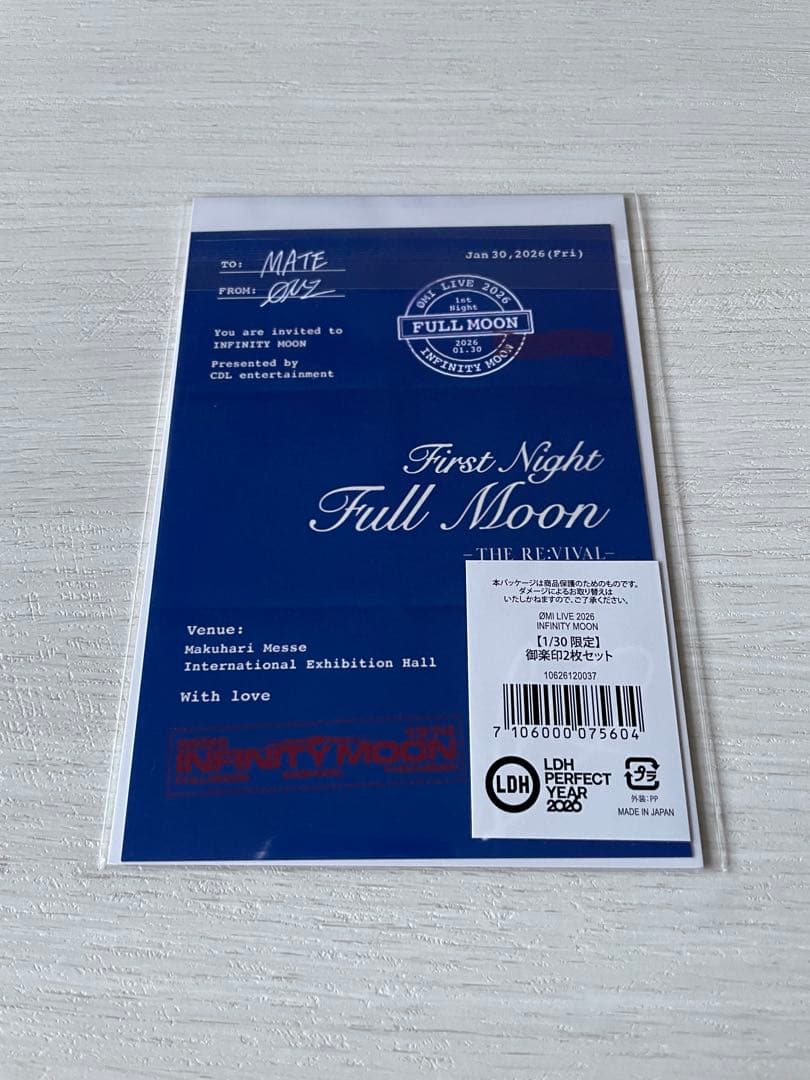 TO: MATE
FROM: ØMI
Jan 30, 2026 (Fri)
ØMI LIVE 2026
1st
Night
FULL MOON
2026
01.30
INFINITY MOON
You are invited to
INFINITY MOON
Presented by
CDL entertainment
First Night
Full Moon
-THE RE:VIVAL-
Venue:
Makuhari Messe
International Exhibition Hall
With love
INFINITY MOON
本パッケージは商品保護のためのものです。
ダメージによるお取り替えは
いたしかねますので、ご了承ください。
ØMI LIVE 2026
INFINITY MOON
【1/30 限定】
御楽印2枚セット
10626120037
7 106000 075604
LDH
LDH
PERFECT
YEAR
2026
プラ
外装:PP
MADE IN JAPAN